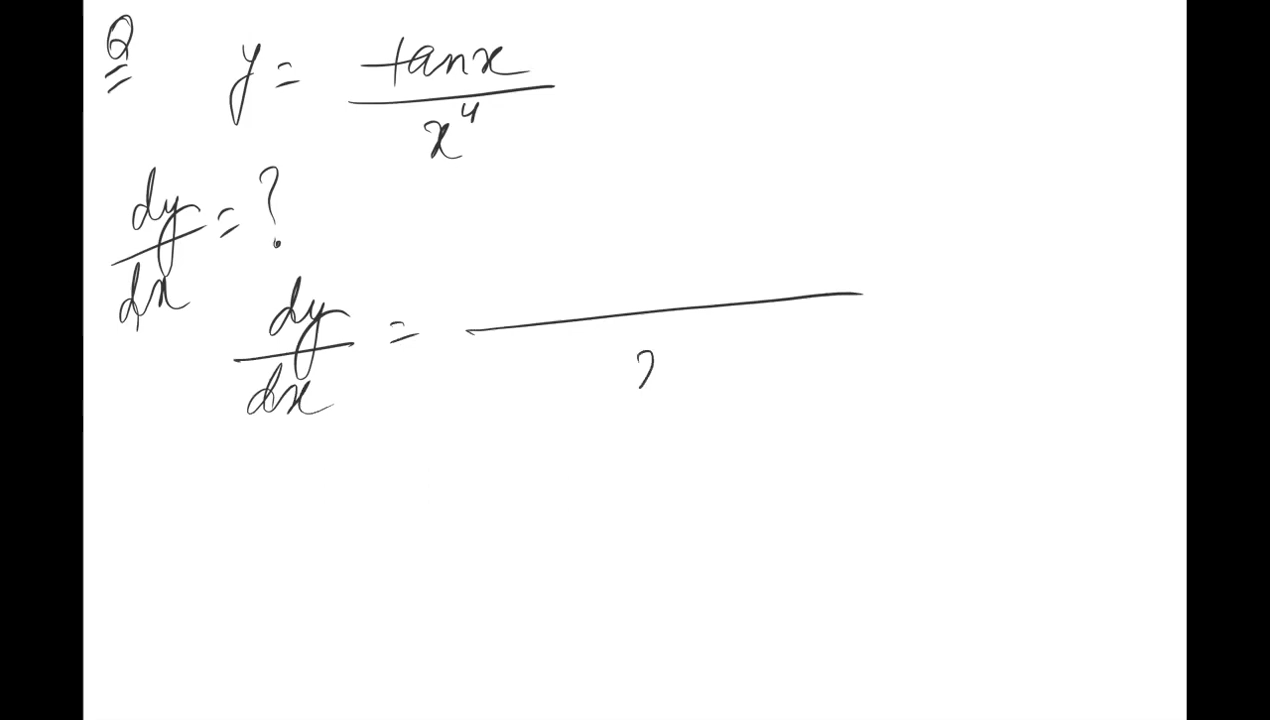 Q y = tanx / x^4
dy/dx = ?
dy/dx =